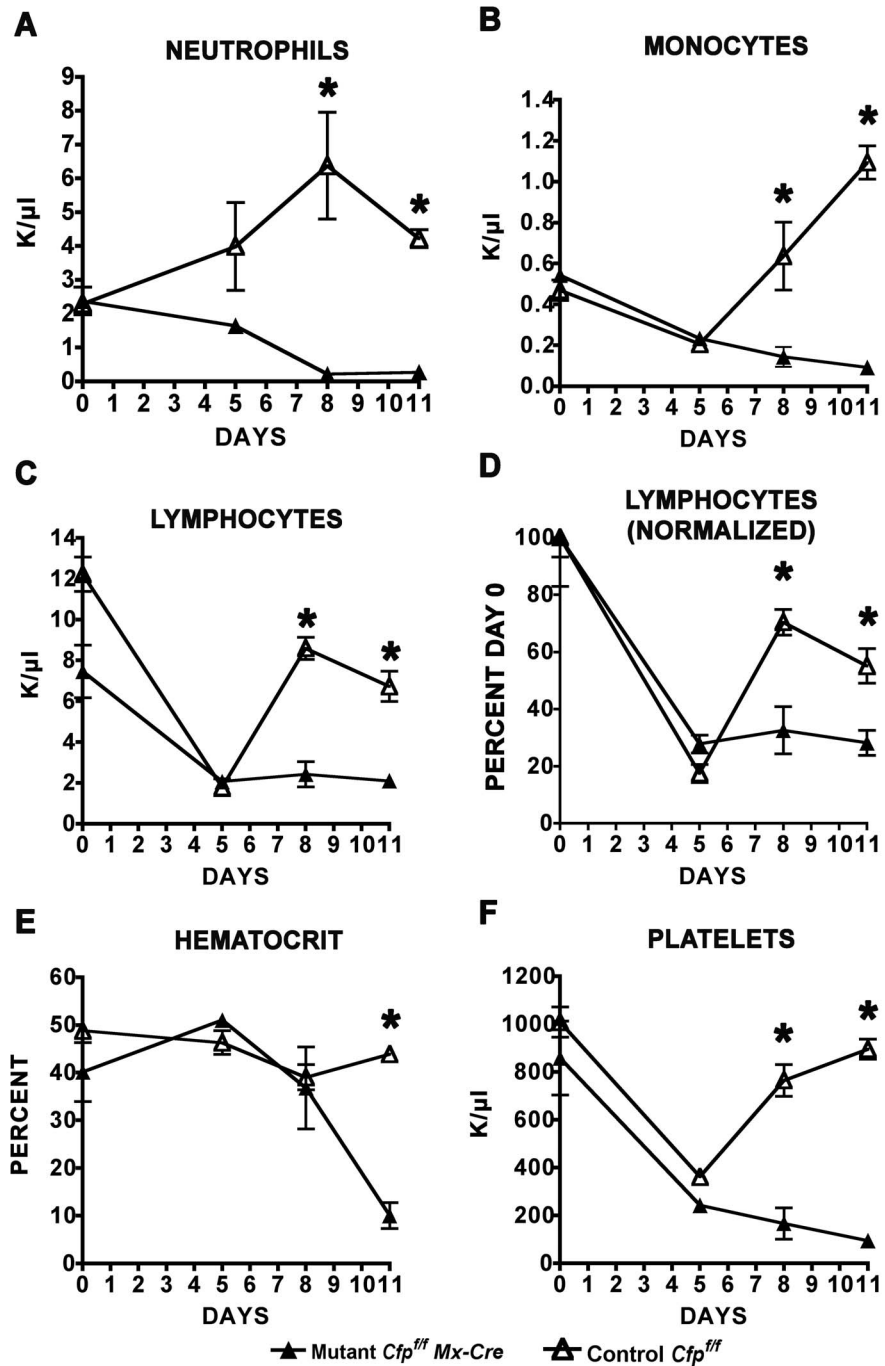 A
NEUTROPHILS
9
8
7
6
5
4
3
2
1
0
K/µl
0 1 2 3 4 5 6 7 8 9 10 11
DAYS
*
*
B
MONOCYTES
1.4
1.2
1.0
0.8
0.6
0.4
0.2
0.0
K/µl
0 1 2 3 4 5 6 7 8 9 10 11
DAYS
*
*
C
LYMPHOCYTES
14
12
10
8
6
4
2
0
K/µl
0 1 2 3 4 5 6 7 8 9 10 11
DAYS
*
*
D
LYMPHOCYTES
(NORMALIZED)
100
80
60
40
20
0
PERCENT DAY 0
0 1 2 3 4 5 6 7 8 9 10 11
DAYS
*
*
E
HEMATOCRIT
60
50
40
30
20
10
0
PERCENT
0 1 2 3 4 5 6 7 8 9 10 11
DAYS
*
F
PLATELETS
1200
1000
800
600
400
200
0
K/µl
0 1 2 3 4 5 6 7 8 9 10 11
DAYS
*
*
Mutant Cfp^f/f Mx-Cre
Control Cfp^f/f